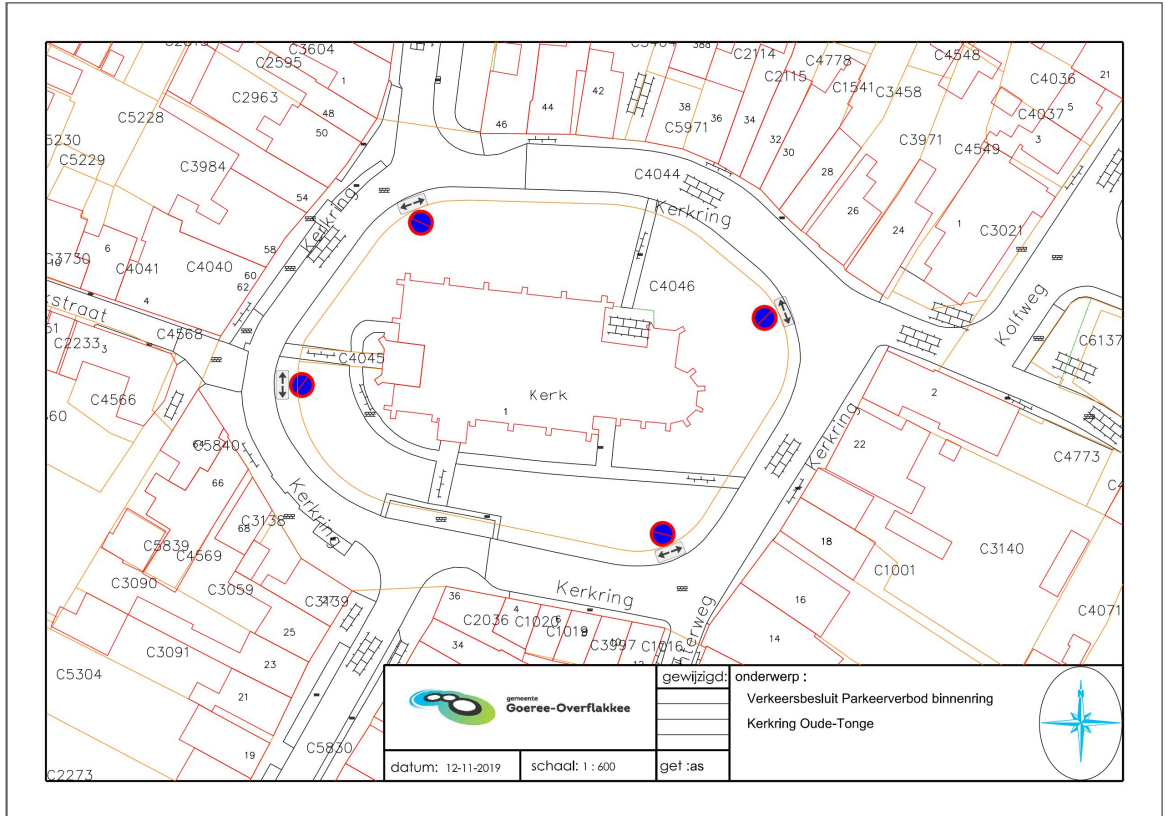 C3604
C2595
1
C2963
48
50
C5228
C5229
C3984
54
58
6
C4041
C4040
60
62
4
C4568
C2233
3
C4566
C4045
Kerkring
46
44
42
38
C5971
36
34
C2114
C2115
32
30
C4778
C1541
C3458
28
26
24
C3971
C4548
C4549
C4036
C4037
21
5
3
1
C3021
C4044
Kerkring
C4046
Kerk
1
Kolfweg
C6137
2
22
Kerkring
C4773
C3140
18
C1001
16
14
C4071
C5840
66
68
C3138
Kerkring
C5839
C4569
C3090
C3059
25
C3091
23
21
19
C5304
C5830
C2273
36
34
C2036
4
C1020
6
C1019
8
C3997
10
C1016
12
Kerkring
gemeente
Goeree-Overflakkee
datum: 12-11-2019
schaal: 1 : 600
gewijzigd:
get :as
onderwerp :
Verkeersbesluit Parkeerverbod binnenring
Kerkring Oude-Tonge
N